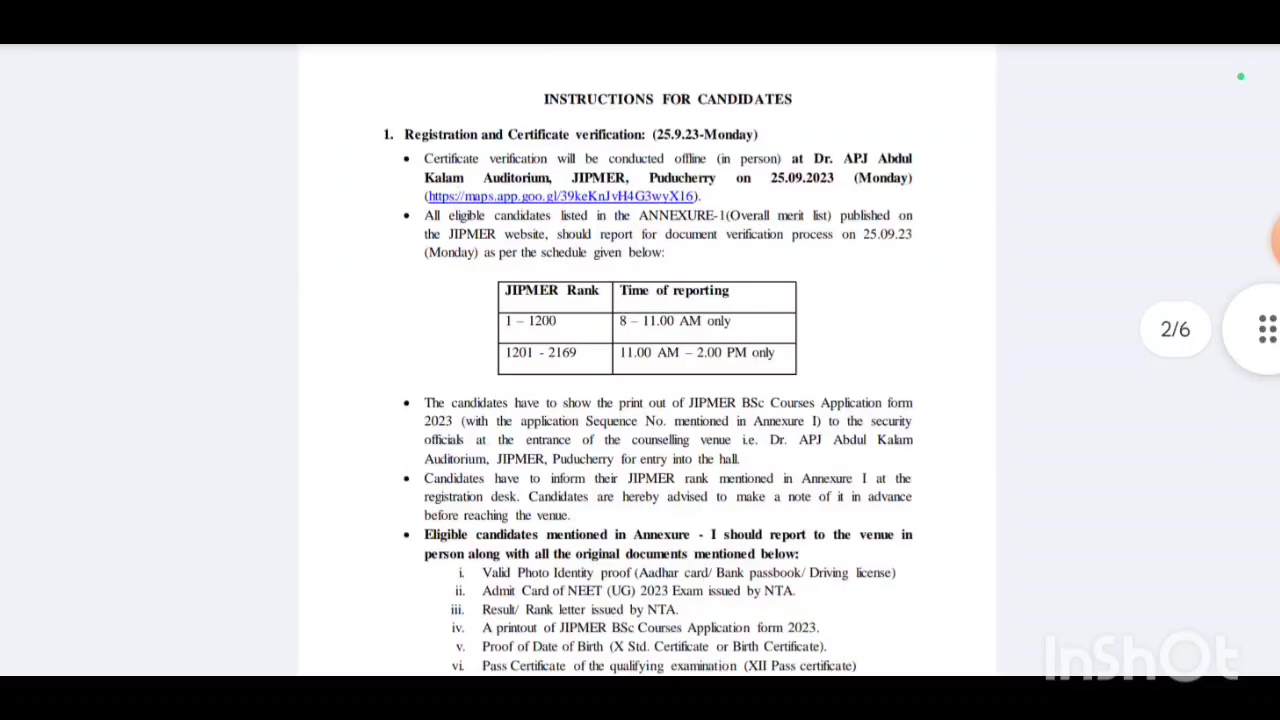 INSTRUCTIONS FOR CANDIDATES
1. Registration and Certificate verification: (25.9.23-Monday)
• Certificate verification will be conducted offline (in person) at Dr. APJ Abdul
Kalam Auditorium, JIPMER, Puducherry on 25.09.2023 (Monday)
(https://maps.app.goo.gl/39keKnJvH4G3wyX16).
• All eligible candidates listed in the ANNEXURE-1(Overall merit list) published on
the JIPMER website, should report for document verification process on 25.09.23
(Monday) as per the schedule given below:
JIPMER Rank Time of reporting
1 – 1200 8 – 11.00 AM only
1201 - 2169 11.00 AM – 2.00 PM only
• The candidates have to show the print out of JIPMER BSc Courses Application form
2023 (with the application Sequence No. mentioned in Annexure I) to the security
officials at the entrance of the counselling venue i.e. Dr. APJ Abdul Kalam
Auditorium, JIPMER, Puducherry for entry into the hall.
• Candidates have to inform their JIPMER rank mentioned in Annexure I at the
registration desk. Candidates are hereby advised to make a note of it in advance
before reaching the venue.
• Eligible candidates mentioned in Annexure - I should report to the venue in
person along with all the original documents mentioned below:
i. Valid Photo Identity proof (Aadhar card/ Bank passbook/ Driving license)
ii. Admit Card of NEET (UG) 2023 Exam issued by NTA.
iii. Result/ Rank letter issued by NTA.
iv. A printout of JIPMER BSc Courses Application form 2023.
v. Proof of Date of Birth (X Std. Certificate or Birth Certificate).
vi. Pass Certificate of the qualifying examination (XII Pass certificate)
2/6
InShOt